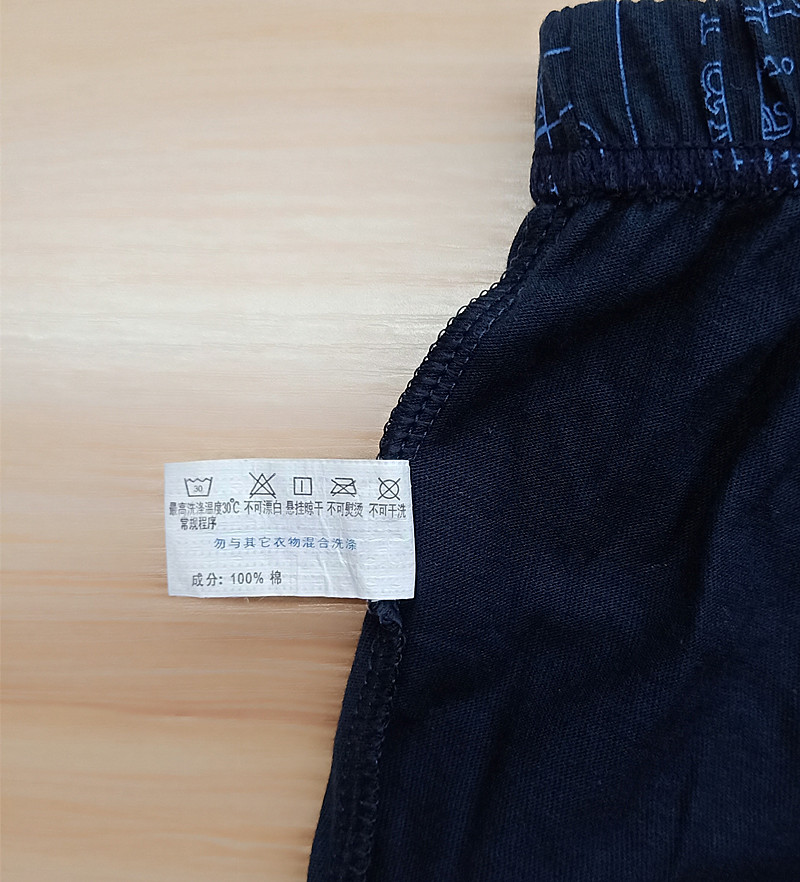 30
最高洗涤温度30℃ 不可漂白 悬挂晾干 不可熨烫 不可干洗
常规程序
勿与其它衣物混合洗涤
成分: 100% 棉